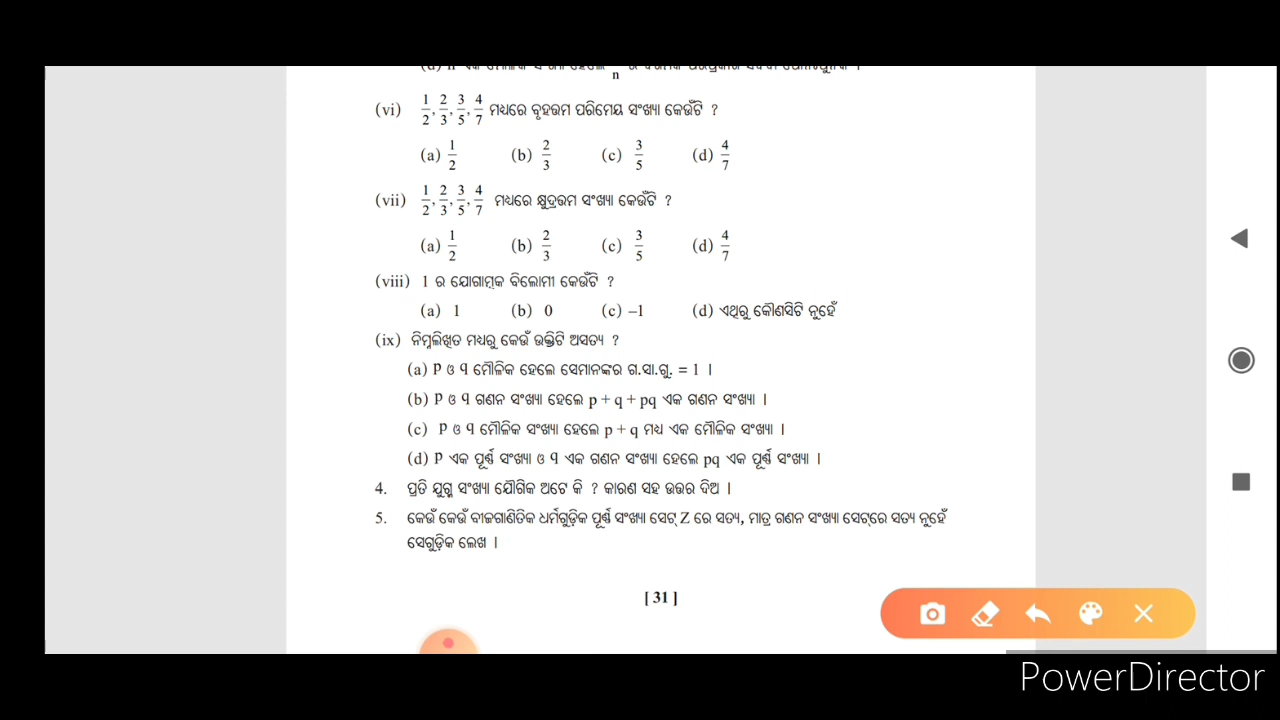 (vi) 1/2, 2/3, 3/5, 4/7 ମଧ୍ୟରେ ବୃହତ୍ତମ ପରିମେୟ ସଂଖ୍ୟା କେଉଁଟି ?
(a) 1/2 (b) 2/3 (c) 3/5 (d) 4/7
(vii) 1/2, 2/3, 3/5, 4/7 ମଧ୍ୟରେ କ୍ଷୁଦ୍ରତ୍ତମ ସଂଖ୍ୟା କେଉଁଟି ?
(a) 1/2 (b) 2/3 (c) 3/5 (d) 4/7
(viii) 1 ର ଯୋଗାତ୍ମକ ବିଲୋମୀ କେଉଁଟି ?
(a) 1 (b) 0 (c) –1 (d) ଏଥିରୁ କୌଣସିଟି ନୁହେଁ
(ix) ନିମ୍ନଲିଖିତ ମଧ୍ୟରୁ କେଉଁ ଉକ୍ତିଟି ଅସତ୍ୟ ?
(a) p ଓ q ମୌଳିକ ହେଲେ ସେମାନଙ୍କର ଗ.ସା.ଗୁ. = 1 ।
(b) p ଓ q ଗଣନ ସଂଖ୍ୟା ହେଲେ p + q + pq ଏକ ଗଣନ ସଂଖ୍ୟା ।
(c) p ଓ q ମୌଳିକ ସଂଖ୍ୟା ହେଲେ p + q ମଧ୍ୟ ଏକ ମୌଳିକ ସଂଖ୍ୟା ।
(d) p ଏକ ପୂର୍ଣ୍ଣ ସଂଖ୍ୟା ଓ q ଏକ ଗଣନ ସଂଖ୍ୟା ହେଲେ pq ଏକ ପୂର୍ଣ୍ଣ ସଂଖ୍ୟା ।
4. ପ୍ରତି ଯୁଗ୍ମ ସଂଖ୍ୟା ଯୌଗିକ ଅଟେ କି ? କାରଣ ସହ ଉତ୍ତର ଦିଅ ।
5. କେଉଁ କେଉଁ ବୀଜଗାଣିତିକ ଧର୍ମଗୁଡ଼ିକ ପୂର୍ଣ୍ଣ ସଂଖ୍ୟା ସେଟ୍ Z ରେ ସତ୍ୟ, ମାତ୍ର ଗଣନ ସଂଖ୍ୟା ସେଟ୍‌ରେ ସତ୍ୟ ନୁହେଁ
ସେଗୁଡ଼ିକ ଲେଖ ।
[ 31 ]
PowerDirector